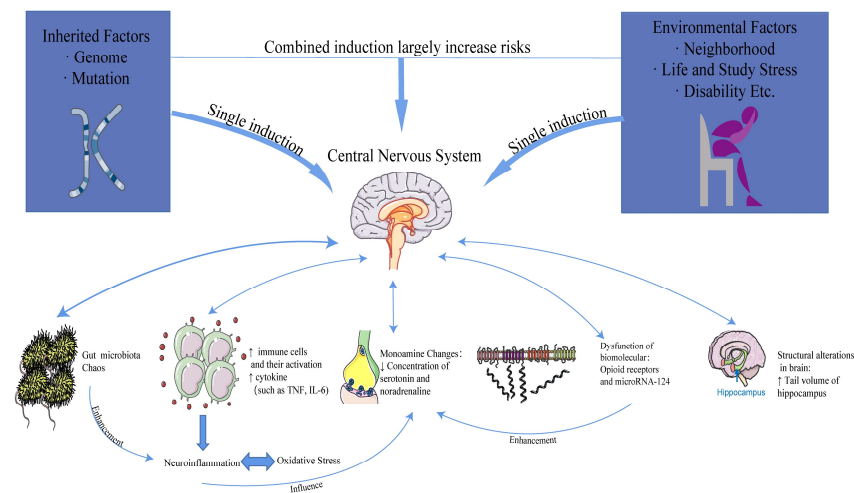 Inherited Factors
· Genome
· Mutation
Combined induction largely increase risks
Environmental Factors
· Neighborhood
· Life and Study Stress
· Disability Etc.
Single induction
Single induction
Central Nervous System
Gut microbiota
Chaos
↑ immune cells
and their activation
↑ cytokine
(such as TNF, IL-6)
Monoamine Changes:
↓ Concentration of
serotonin and
noradrenaline
Dysfunction of
biomolecular:
Opioid receptors
and microRNA-124
Hippocampus
Structural alterations
in brain:
↑ Tail volume of
hippocampus
Enhancement
Neuroinflammation
Oxidative Stress
Influence
Enhancement